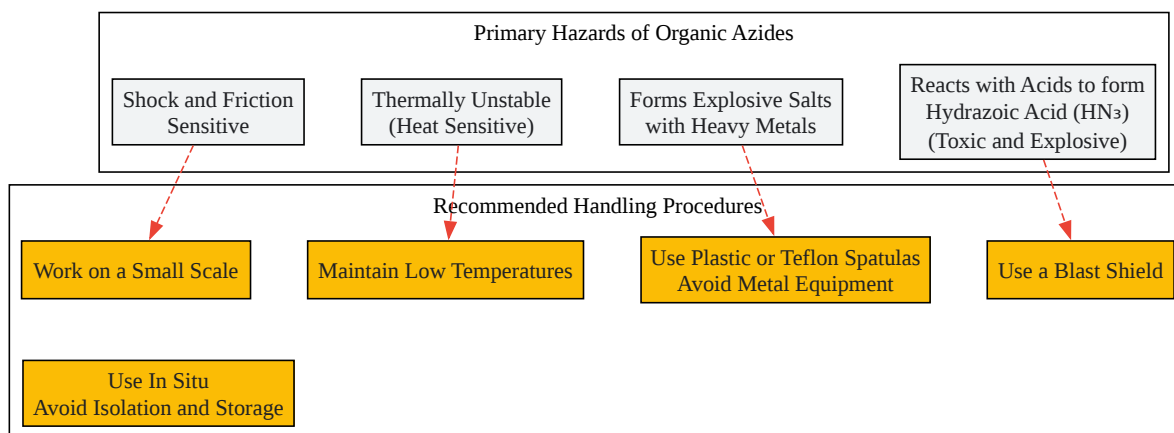 Primary Hazards of Organic Azides
Shock and Friction
Sensitive
Thermally Unstable
(Heat Sensitive)
Forms Explosive Salts
with Heavy Metals
Reacts with Acids to form
Hydrazoic Acid (HN₃)
(Toxic and Explosive)
Recommended Handling Procedures
Work on a Small Scale
Maintain Low Temperatures
Use Plastic or Teflon Spatulas
Avoid Metal Equipment
Use a Blast Shield
Use In Situ
Avoid Isolation and Storage